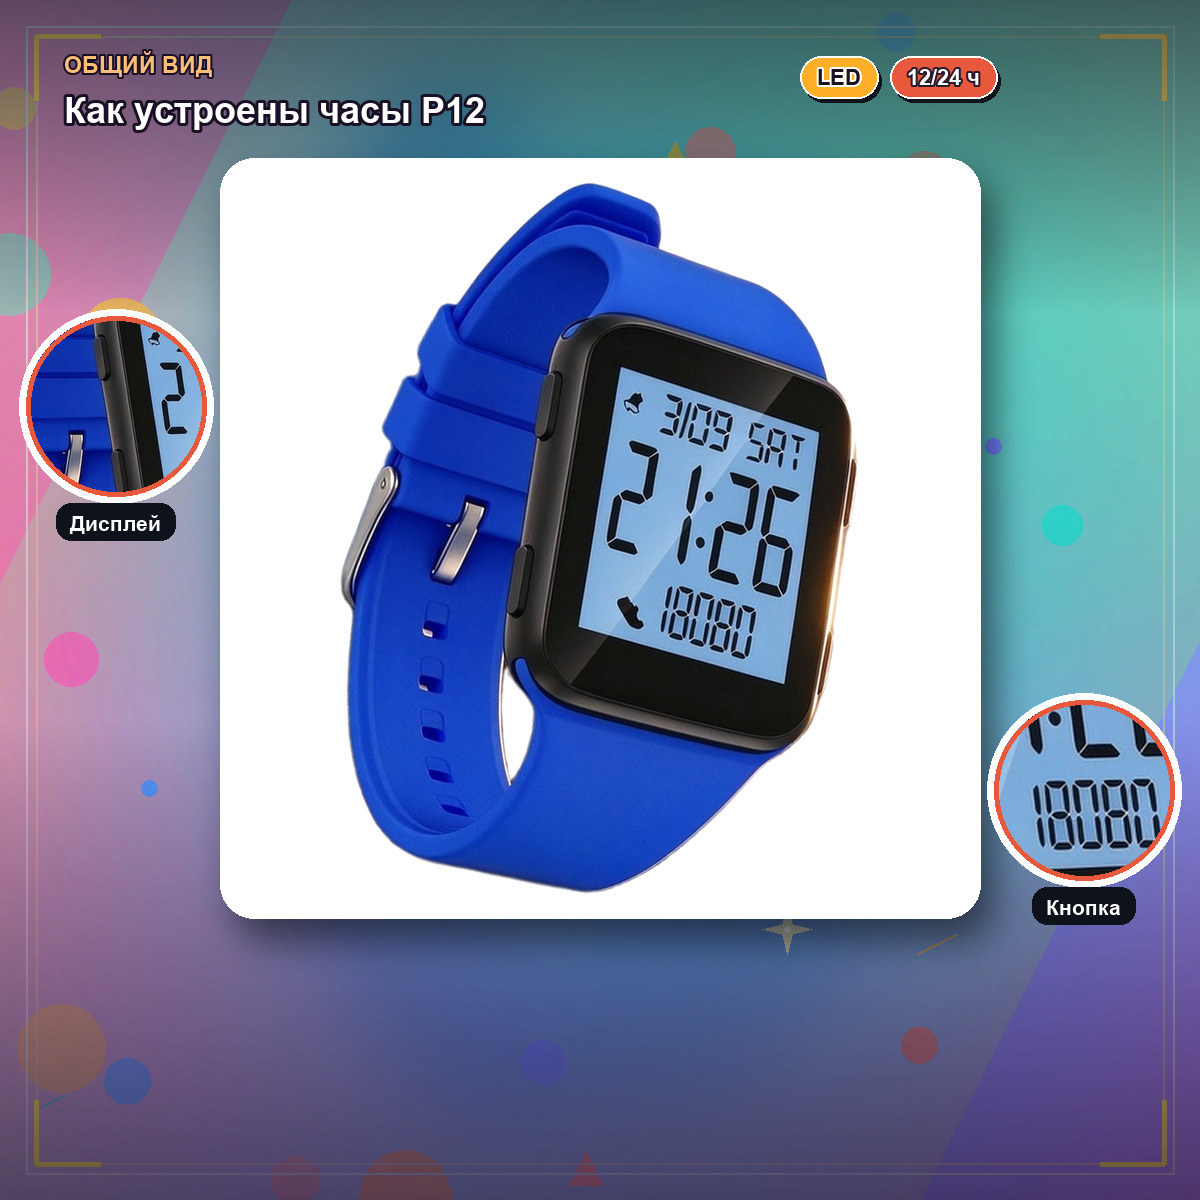 ОБЩИЙ ВИД
Как устроены часы P12
LED
12/24 ч
3/09 SAT
21:26
18080
2
Дисплей
18080
Кнопка